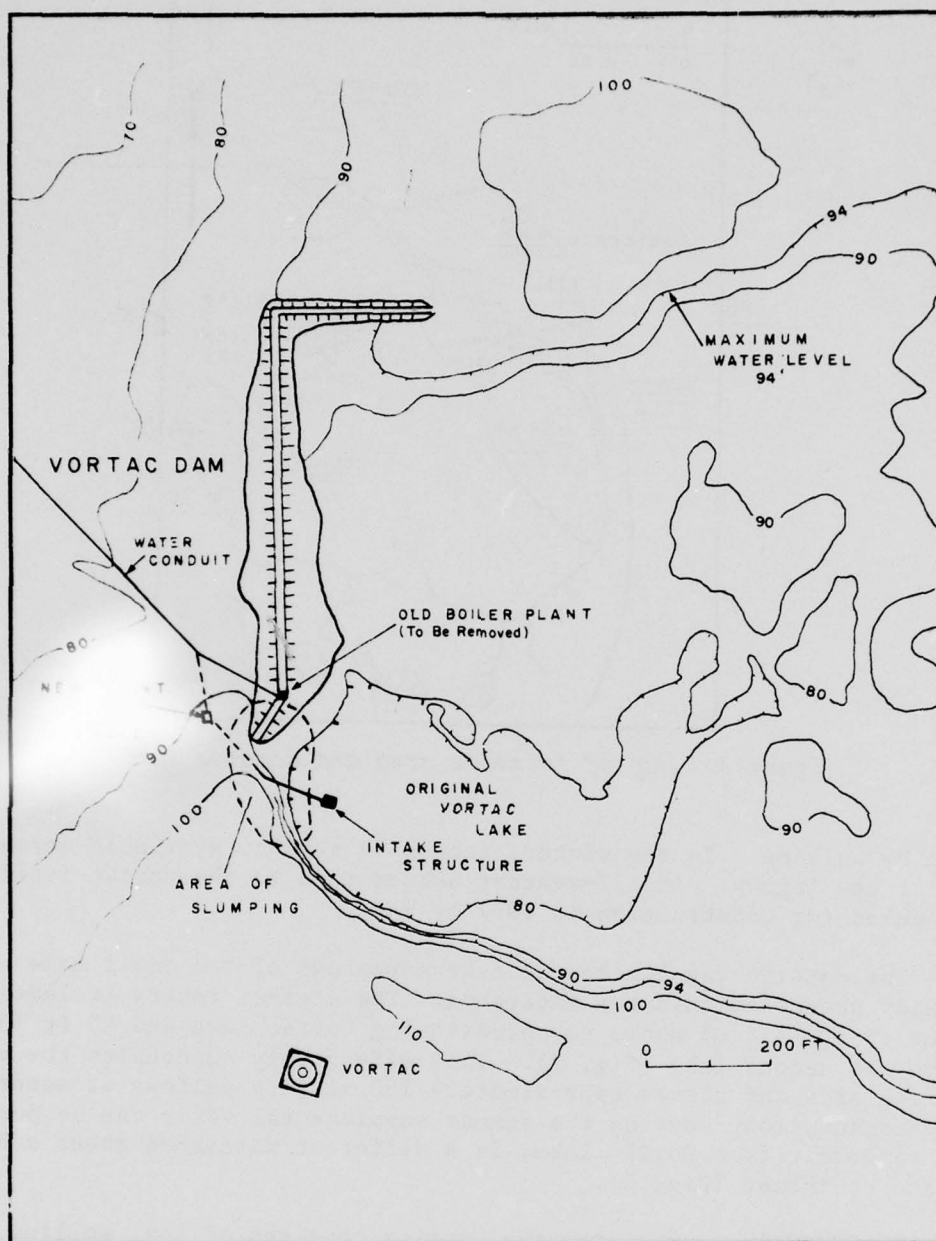 100
70
80
90
94
90
MAXIMUM
WATER LEVEL
94'
VORTAC DAM
WATER
CONDUIT
90
OLD BOILER PLANT
(To Be Removed)
80
80
90
ORIGINAL
VORTAC
LAKE
90
100
INTAKE
STRUCTURE
AREA OF
SLUMPING
80
90
94
100
110
0 200 FT
VORTAC